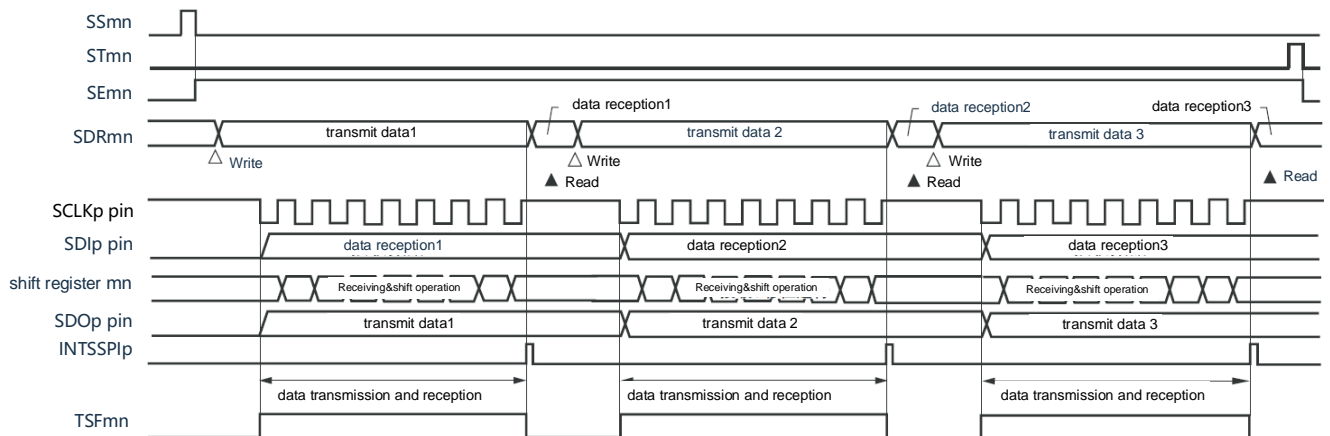 SSmn
STmn
SEmn
data reception1
data reception2
data reception3
SDRmn
transmit data1
transmit data 2
transmit data 3
△ Write
△ Write
△ Write
▲ Read
▲ Read
▲ Read
SCLKp pin
SDIp pin
data reception1
data reception2
data reception3
shift register mn
Receiving&shift operation
Receiving&shift operation
Receiving&shift operation
SDOp pin
transmit data1
transmit data 2
transmit data 3
INTSSPIp
data transmission and reception
data transmission and reception
data transmission and reception
TSFmn